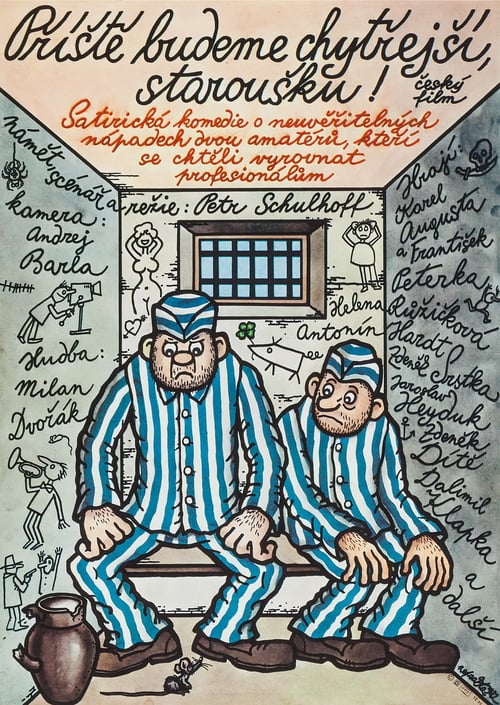 Příště budeme chytřejší,
staroušku!
český
film
Satirická komedie o neuvěřitelných
nápadech dvou amatérů, kteří
se chtěli vyrovnat
profesionálům
námět, scénář a režie: Petr Schulhoff
kamera:
Andrej
Barla
Hudba:
Milan
Dvořák
Hrají:
Karel
Augusta
a František
Peterka
Helena
Růžičková
Antonín
Hardt
Zdeněk
Srstka
Jaroslav
Heyduk
Zdeněk
Dítě
Dalimil
Klapka
a
další